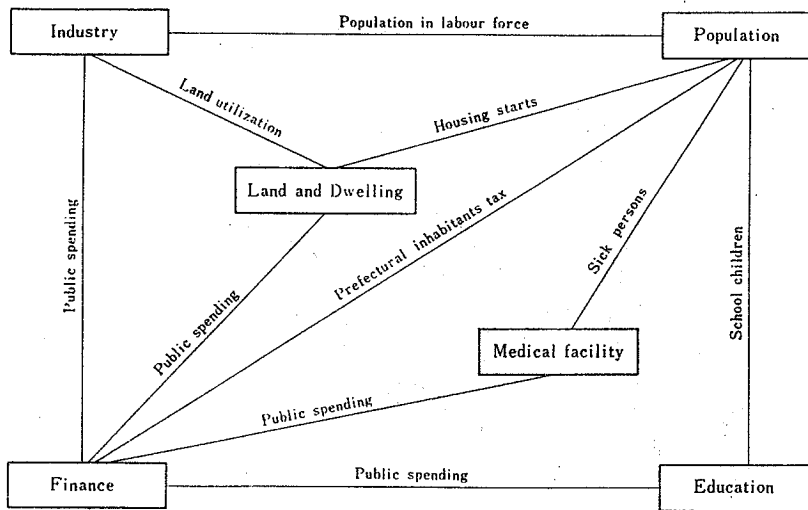 Population in labour force
Industry
Population
Land utilization
Housing starts
Land and Dwelling
Public spending
Prefectural inhabitants tax
Sick persons
School children
Public spending
Medical facility
Public spending
Finance
Public spending
Education